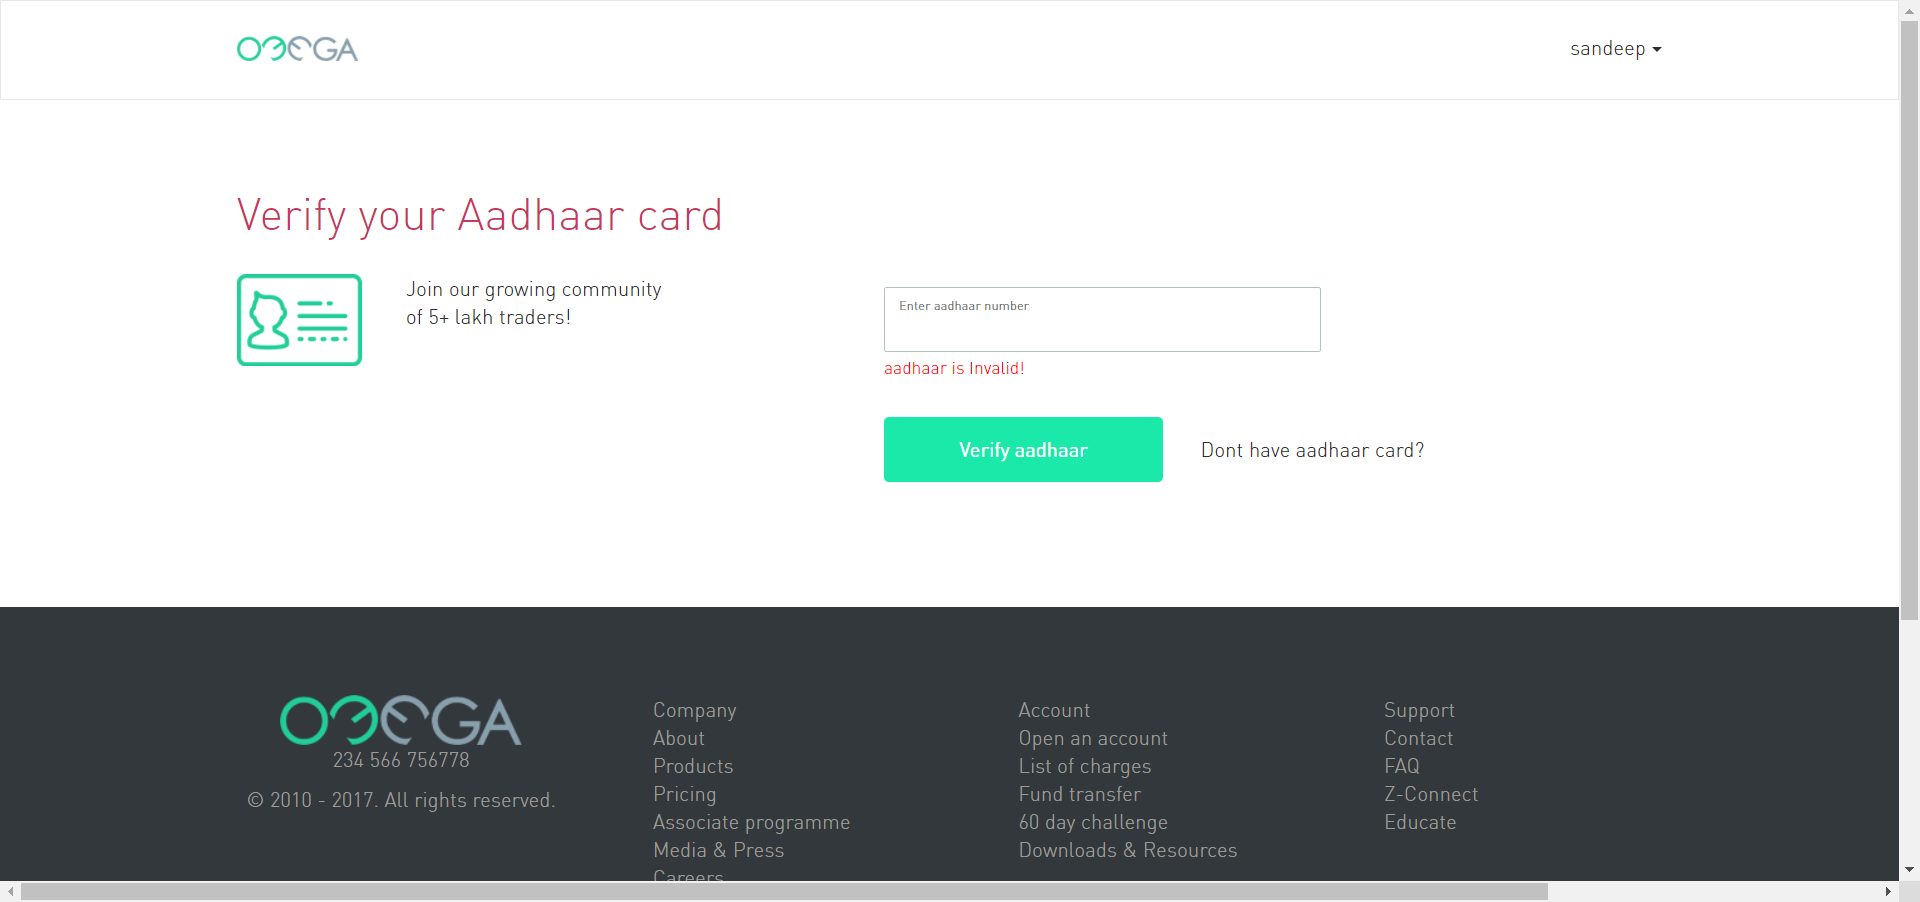 OMEGA
sandeep
Verify your Aadhaar card
Join our growing community
of 5+ lakh traders!
Enter aadhaar number
aadhaar is Invalid!
Verify aadhaar
Dont have aadhaar card?
OMEGA
234 566 756778
© 2010 - 2017. All rights reserved.
Company
About
Products
Pricing
Associate programme
Media & Press
Careers
Account
Open an account
List of charges
Fund transfer
60 day challenge
Downloads & Resources
Support
Contact
FAQ
Z-Connect
Educate